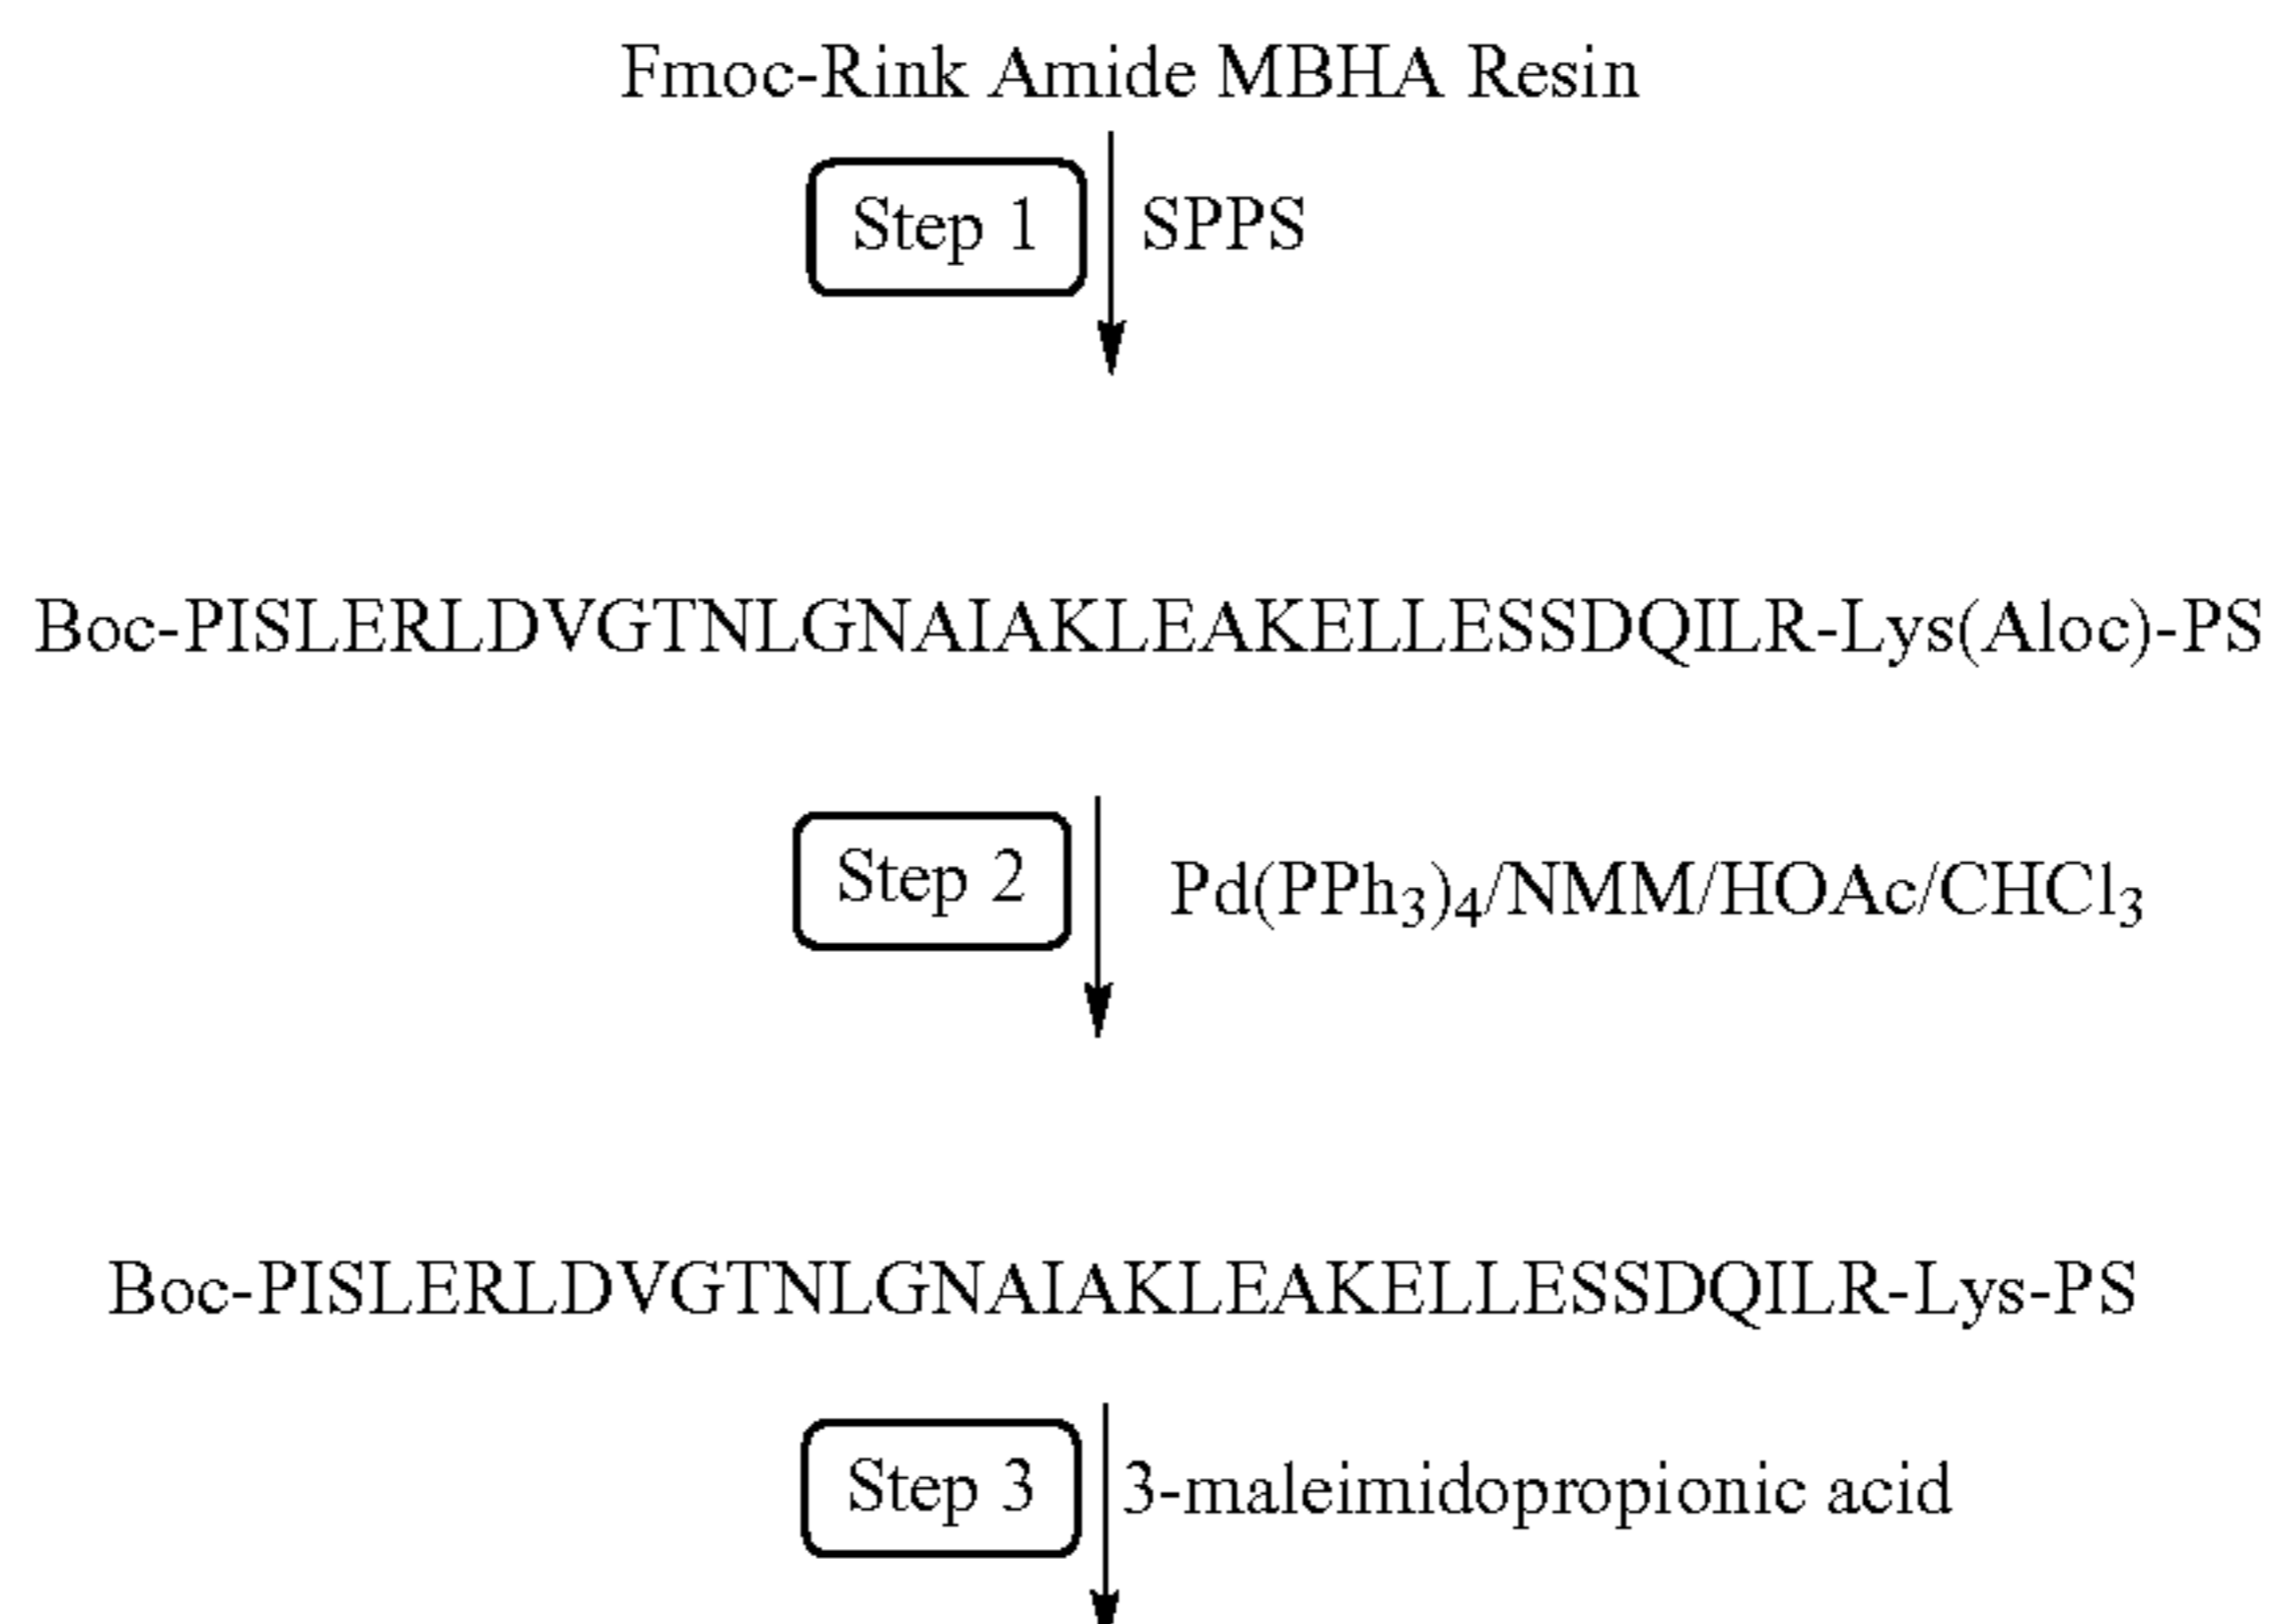 Fmoc-Rink Amide MBHA Resin
Step 1 SPPS
Boc-PISLERLDVGTNLGNAIAKLEAKELLESSDQILR-Lys(Aloc)-PS
Step 2 Pd(PPh₃)₄/NMM/HOAc/CHCl₃
Boc-PISLERLDVGTNLGNAIAKLEAKELLESSDQILR-Lys-PS
Step 3 3-maleimidopropionic acid